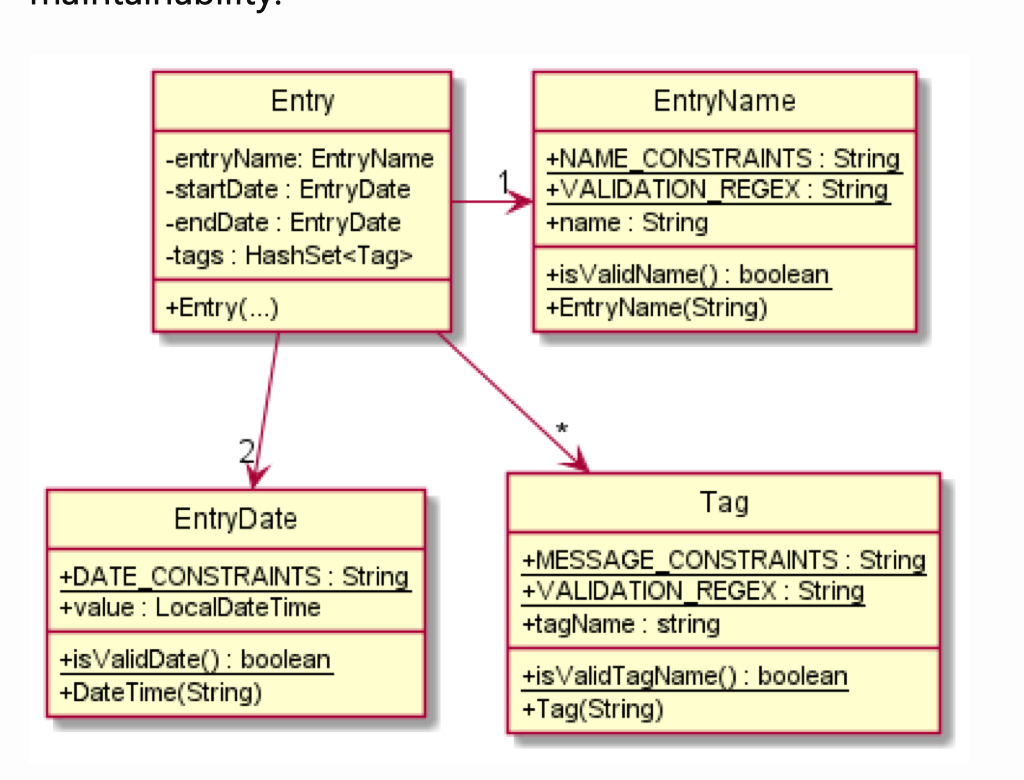 maintainability.
Entry
-entryName: EntryName
-startDate : EntryDate
-endDate : EntryDate
-tags : HashSet<Tag>
+Entry(...)
1
EntryName
+NAME_CONSTRAINTS : String
+VALIDATION_REGEX : String
+name : String
+isValidName() : boolean
+EntryName(String)
2
*
EntryDate
+DATE_CONSTRAINTS : String
+value : LocalDateTime
+isValidDate() : boolean
+DateTime(String)
Tag
+MESSAGE_CONSTRAINTS : String
+VALIDATION_REGEX : String
+tagName : string
+isValidTagName() : boolean
+Tag(String)